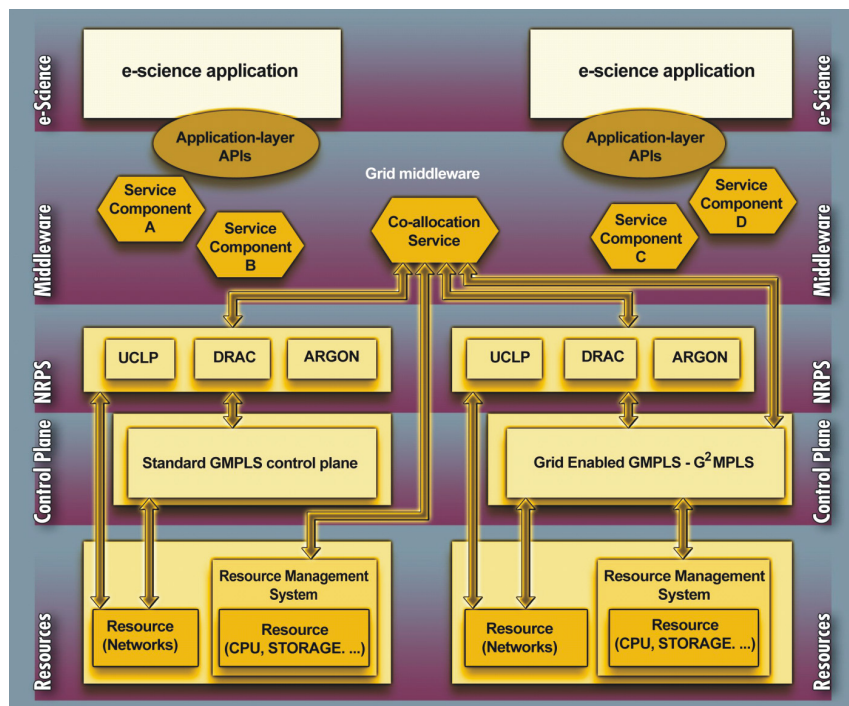 e-Science
e-science application
e-science application
e-Science
Application-layer
APIs
Application-layer
APIs
Middleware
Grid middleware
Service
Component
A
Service
Component
B
Co-allocation
Service
Service
Component
C
Service
Component
D
Middleware
NRPS
UCLP
DRAC
ARGON
UCLP
DRAC
ARGON
NRPS
Control Plane
Standard GMPLS control plane
Grid Enabled GMPLS - G²MPLS
Control Plane
Resources
Resource
(Networks)
Resource Management
System
Resource
(CPU, STORAGE. ...)
Resource
(Networks)
Resource Management
System
Resource
(CPU, STORAGE. ...)
Resources